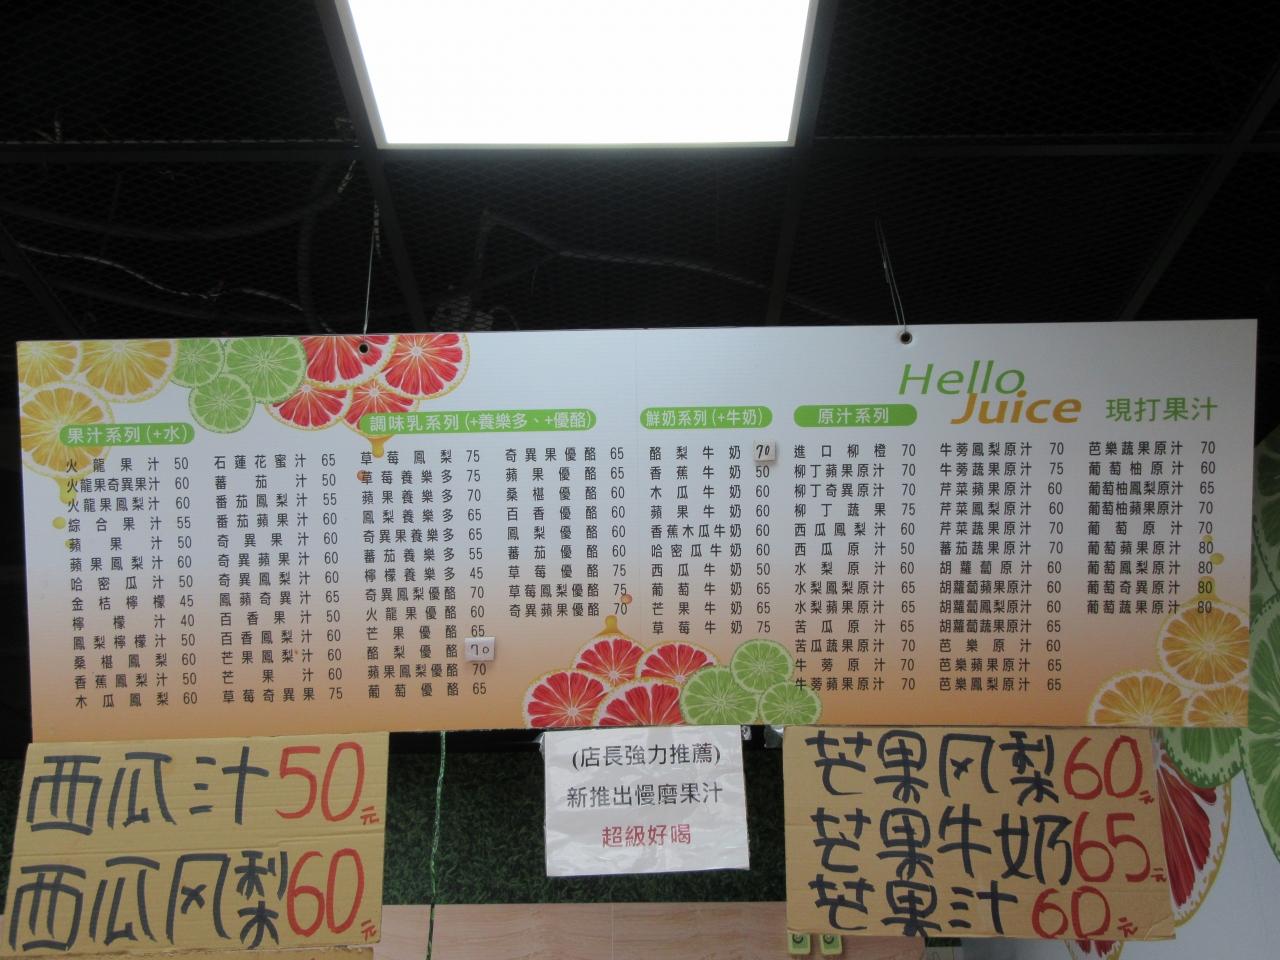 Hello
Juice 現打果汁
果汁系列(+水)
火龍果汁 50
火龍果奇異果汁 60
火龍果鳳梨汁 60
綜合果汁 55
蘋果汁 50
蘋果鳳梨汁 60
哈密瓜汁 50
金桔檸檬 45
檸檬汁 40
鳳梨檸檬汁 50
桑椹鳳梨 60
香蕉鳳梨汁 50
木瓜鳳梨 60
石蓮花蜜汁 65
蕃茄汁 50
番茄鳳梨汁 55
番茄蘋果汁 60
奇異果汁 60
奇異蘋果汁 60
奇異鳳梨汁 60
鳳蘋奇異汁 65
百香果汁 50
百香鳳梨汁 60
芒果鳳梨汁 60
芒果汁 60
草莓奇異果 75
調味乳系列(+養樂多、+優酪)
草莓鳳梨 75
草莓養樂多 75
蘋果養樂多 70
鳳梨養樂多 65
奇異果養樂多 65
蕃茄養樂多 55
檸檬養樂多 45
奇異鳳梨優酪 70
火龍果優酪 60
芒果優酪 65
酪梨優酪 70
蘋果鳳梨優酪 70
葡萄優酪 65
奇異果優酪 65
蘋果優酪 60
桑椹優酪 60
百香優酪 60
鳳梨優酪 60
蕃茄優酪 60
草莓優酪 75
草莓鳳梨優酪 75
奇異蘋果優酪 70
鮮奶系列(+牛奶)
酪梨牛奶 70
香蕉牛奶 50
木瓜牛奶 60
蘋果牛奶 60
香蕉木瓜牛奶 60
哈密瓜牛奶 60
西瓜牛奶 50
葡萄牛奶 65
芒果牛奶 65
草莓牛奶 75
原汁系列
進口柳橙 70
柳丁蘋果原汁 70
柳丁奇異原汁 70
柳丁蔬果 75
西瓜鳳梨汁 60
西瓜原汁 50
水梨原汁 60
水梨鳳梨原汁 65
水梨蘋果原汁 65
苦瓜原汁 65
苦瓜蔬果原汁 70
牛蒡原汁 70
牛蒡蘋果原汁 70
牛蒡鳳梨原汁 70
牛蒡蔬果原汁 70
芹菜蘋果原汁 60
芹菜鳳梨原汁 60
芹菜蔬果原汁 70
蕃茄蔬果原汁 70
胡蘿蔔原汁 60
胡蘿蔔蘋果原汁 60
胡蘿蔔鳳梨原汁 60
胡蘿蔔蔬果原汁 65
芭樂原汁 60
芭樂蘋果原汁 65
芭樂鳳梨原汁 65
芭樂蔬果原汁 70
葡萄柚原汁 60
葡萄柚鳳梨原汁 65
葡萄柚蘋果原汁 70
葡萄原汁 70
葡萄蘋果原汁 80
葡萄鳳梨原汁 80
葡萄奇異原汁 80
葡萄蔬果原汁 80
西瓜汁50元
西瓜风梨60元
(店長強力推薦)
新推出慢磨果汁
超級好喝
芒果风梨60元
芒果牛奶65元
芒果汁60元